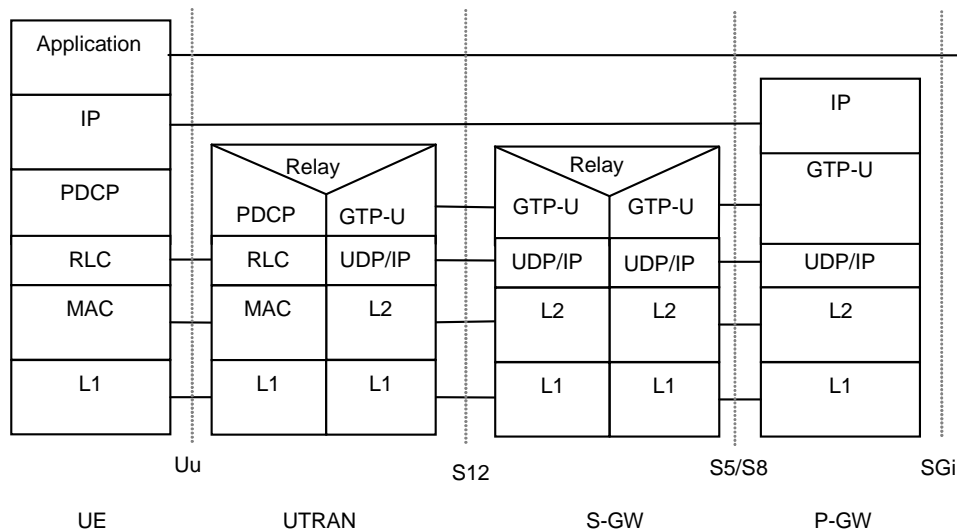 Application
IP
PDCP
RLC
MAC
L1
Relay
PDCP GTP-U
RLC UDP/IP
MAC L2
L1 L1
Relay
GTP-U GTP-U
UDP/IP UDP/IP
L2 L2
L1 L1
IP
GTP-U
UDP/IP
L2
L1
Uu S12 S5/S8 SGi
UE UTRAN S-GW P-GW